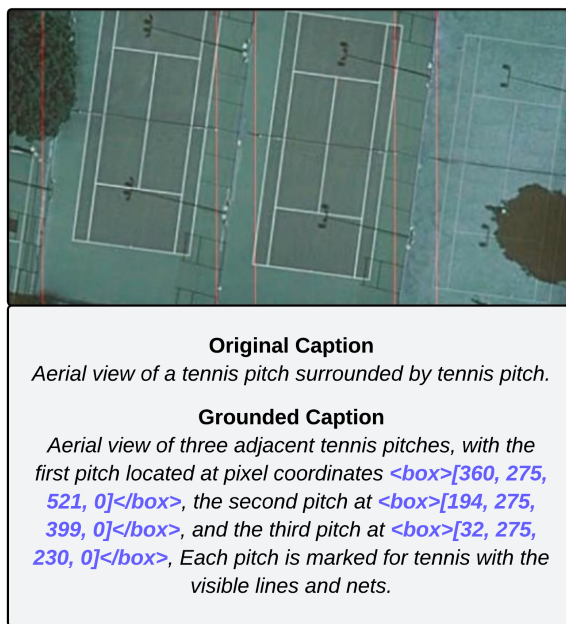 Original Caption
Aerial view of a tennis pitch surrounded by tennis pitch.
Grounded Caption
Aerial view of three adjacent tennis pitches, with the
first pitch located at pixel coordinates <box>[360, 275,
521, 0]</box>, the second pitch at <box>[194, 275,
399, 0]</box>, and the third pitch at <box>[32, 275,
230, 0]</box>, Each pitch is marked for tennis with the
visible lines and nets.